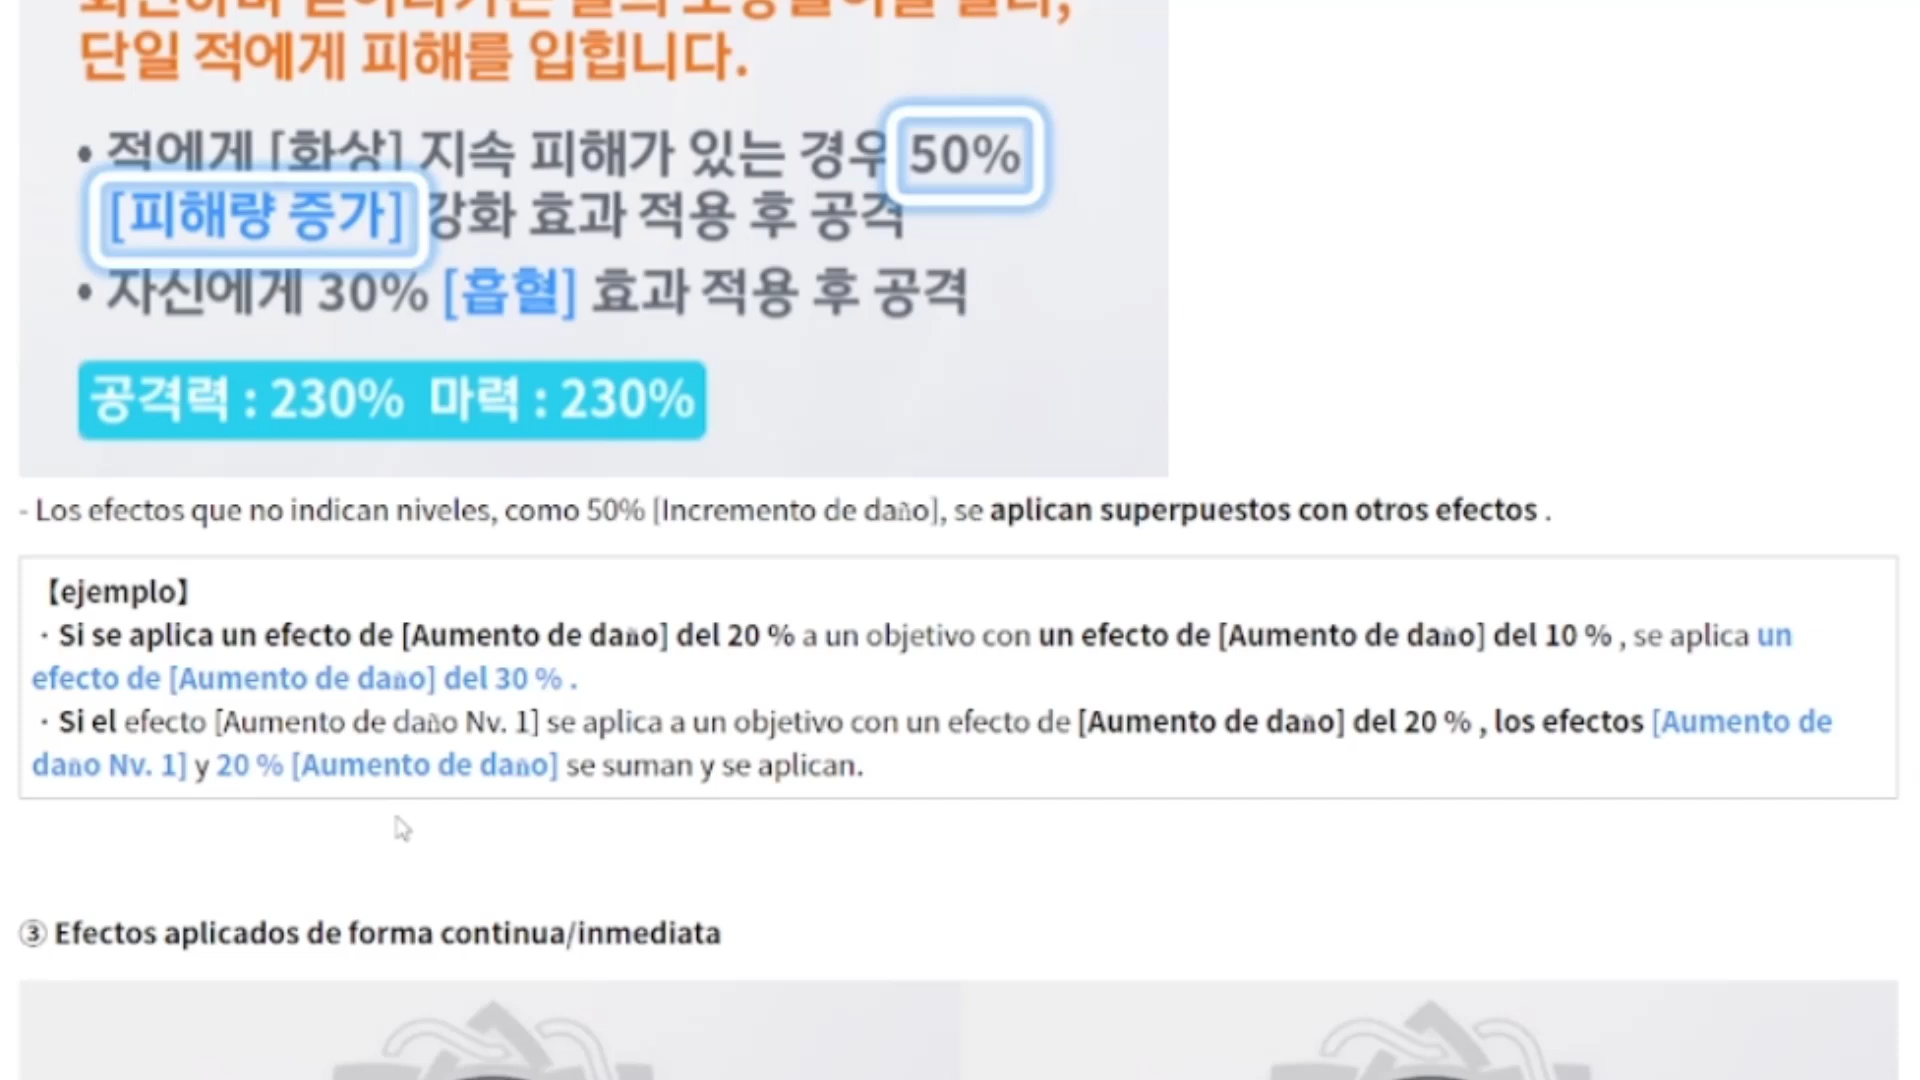 단일 적에게 피해를 입힙니다.
• 적에게 [화상] 지속 피해가 있는 경우 50%
[피해량 증가] 강화 효과 적용 후 공격
• 자신에게 30% [흡혈] 효과 적용 후 공격
공격력 : 230% 마력 : 230%
- Los efectos que no indican niveles, como 50% [Incremento de daño], se aplican superpuestos con otros efectos .
【ejemplo】
· Si se aplica un efecto de [Aumento de daño] del 20 % a un objetivo con un efecto de [Aumento de daño] del 10 % , se aplica un
efecto de [Aumento de daño] del 30 % .
· Si el efecto [Aumento de daño Nv. 1] se aplica a un objetivo con un efecto de [Aumento de daño] del 20 % , los efectos [Aumento de
daño Nv. 1] y 20 % [Aumento de daño] se suman y se aplican.
③ Efectos aplicados de forma continua/inmediata